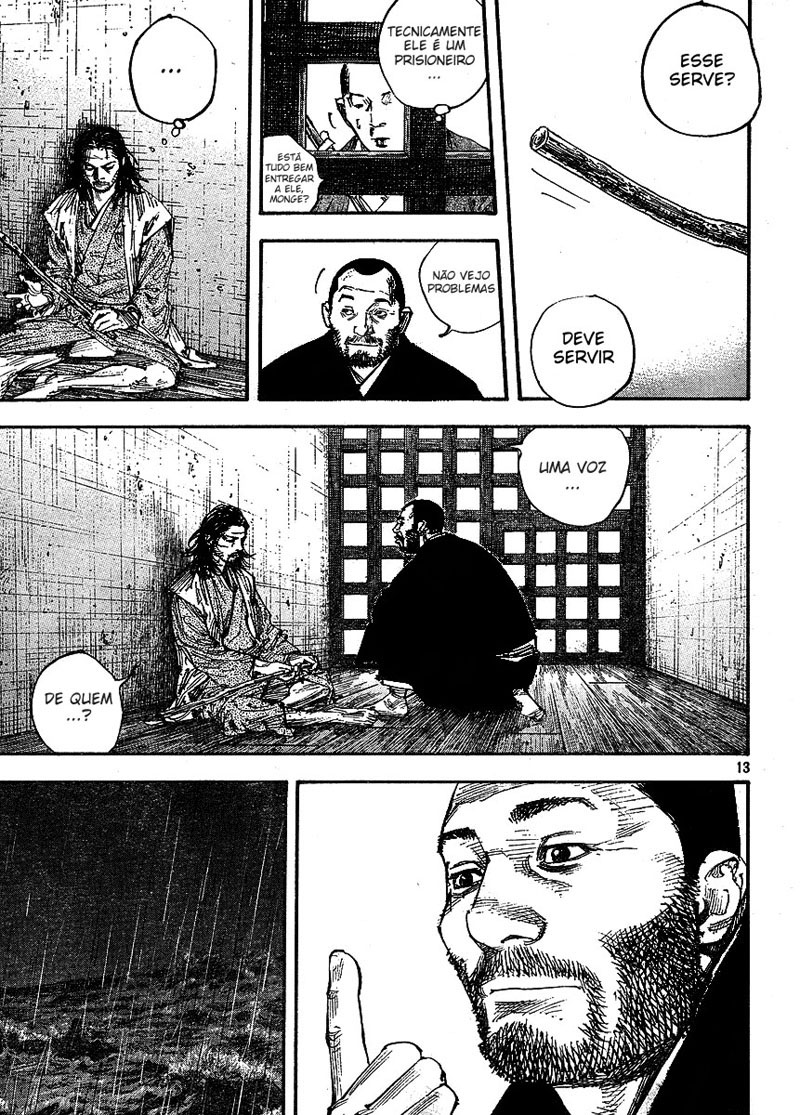 ESSE
SERVE?
DEVE
SERVIR
TECNICAMENTE
ELE É UM
PRISIONEIRO
...
ESTÁ
TUDO BEM
ENTREGAR
A ELE,
MONGE?
NÃO VEJO
PROBLEMAS
...
UMA VOZ
...
DE QUEM
...?
13